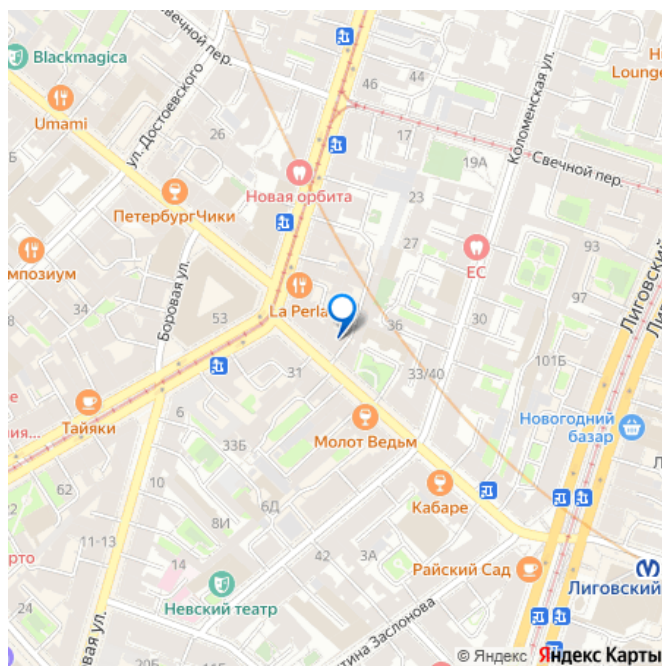 Свечной пер.
Blackmagica
46
44
Lounge
Umami
ул. Достоевского
26
17
Коломенская ул.
19А
Свечной пер.
Новая орбита
23
ПетербургЧики
27
93
ЕС
34
Боровая ул.
La Perla
97
Лиговский
53
36
30
101Б
31
33/40
Новогодний
базар
Тайяки
6
Молот Ведьм
33Б
62
10
Кабаре
6Д
8И
11-13
42
3А
Райский Сад
Лиговский
24
Невский театр
30
© Яндекс Яндекс Карты